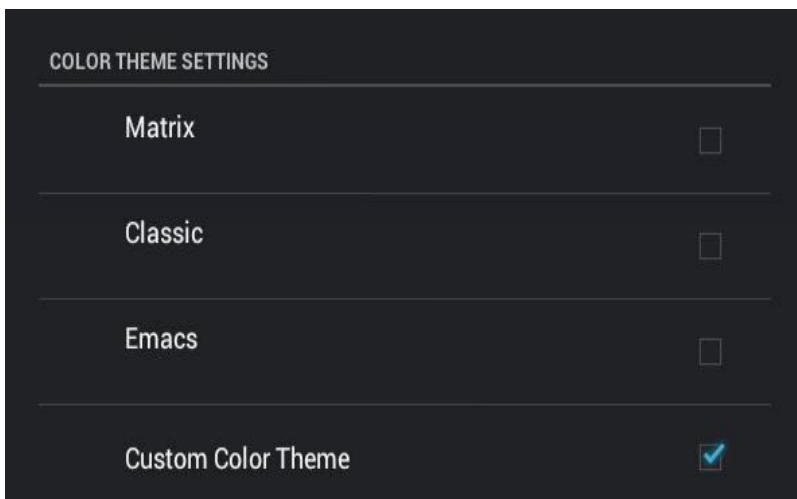 COLOR THEME SETTINGS
Matrix
Classic
Emacs
Custom Color Theme